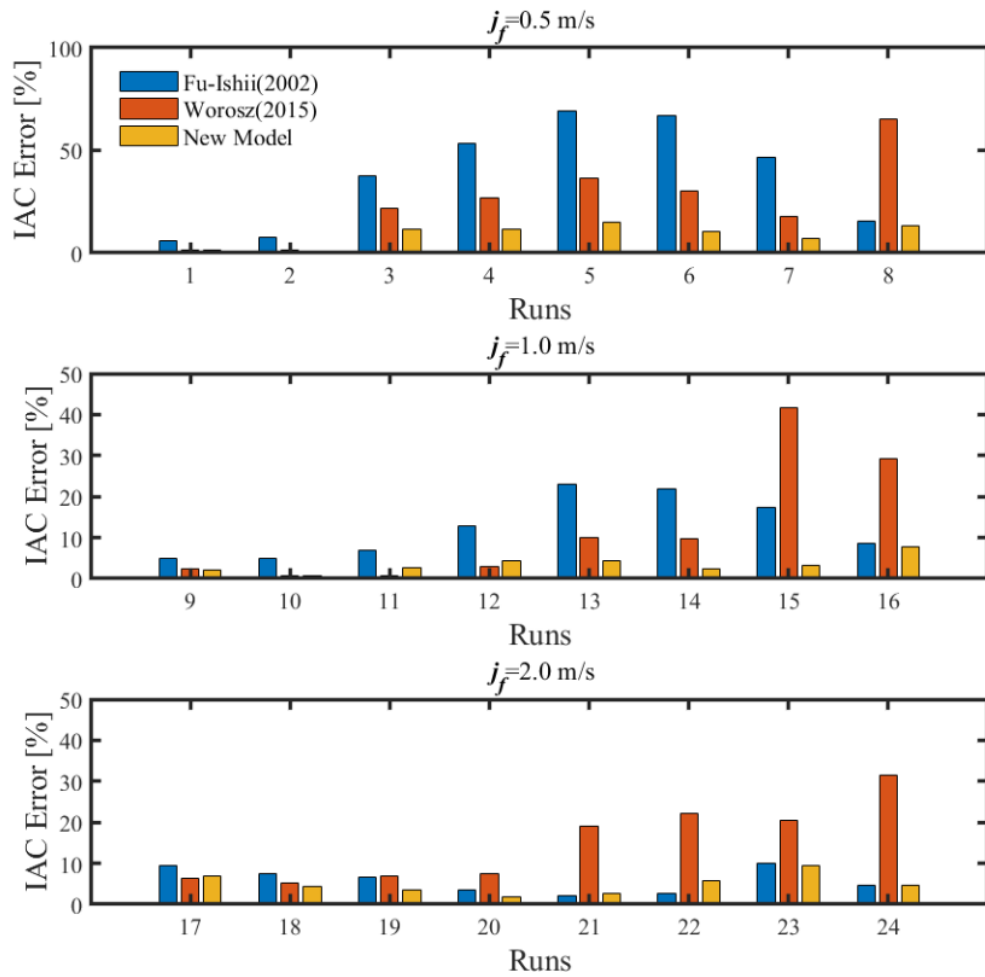 j_f=0.5 m/s
IAC Error [%]
100
50
0
Fu-Ishii(2002)
Worosz(2015)
New Model
1 2 3 4 5 6 7 8
Runs
j_f=1.0 m/s
IAC Error [%]
50
40
30
20
10
0
9 10 11 12 13 14 15 16
Runs
j_f=2.0 m/s
IAC Error [%]
50
40
30
20
10
0
17 18 19 20 21 22 23 24
Runs